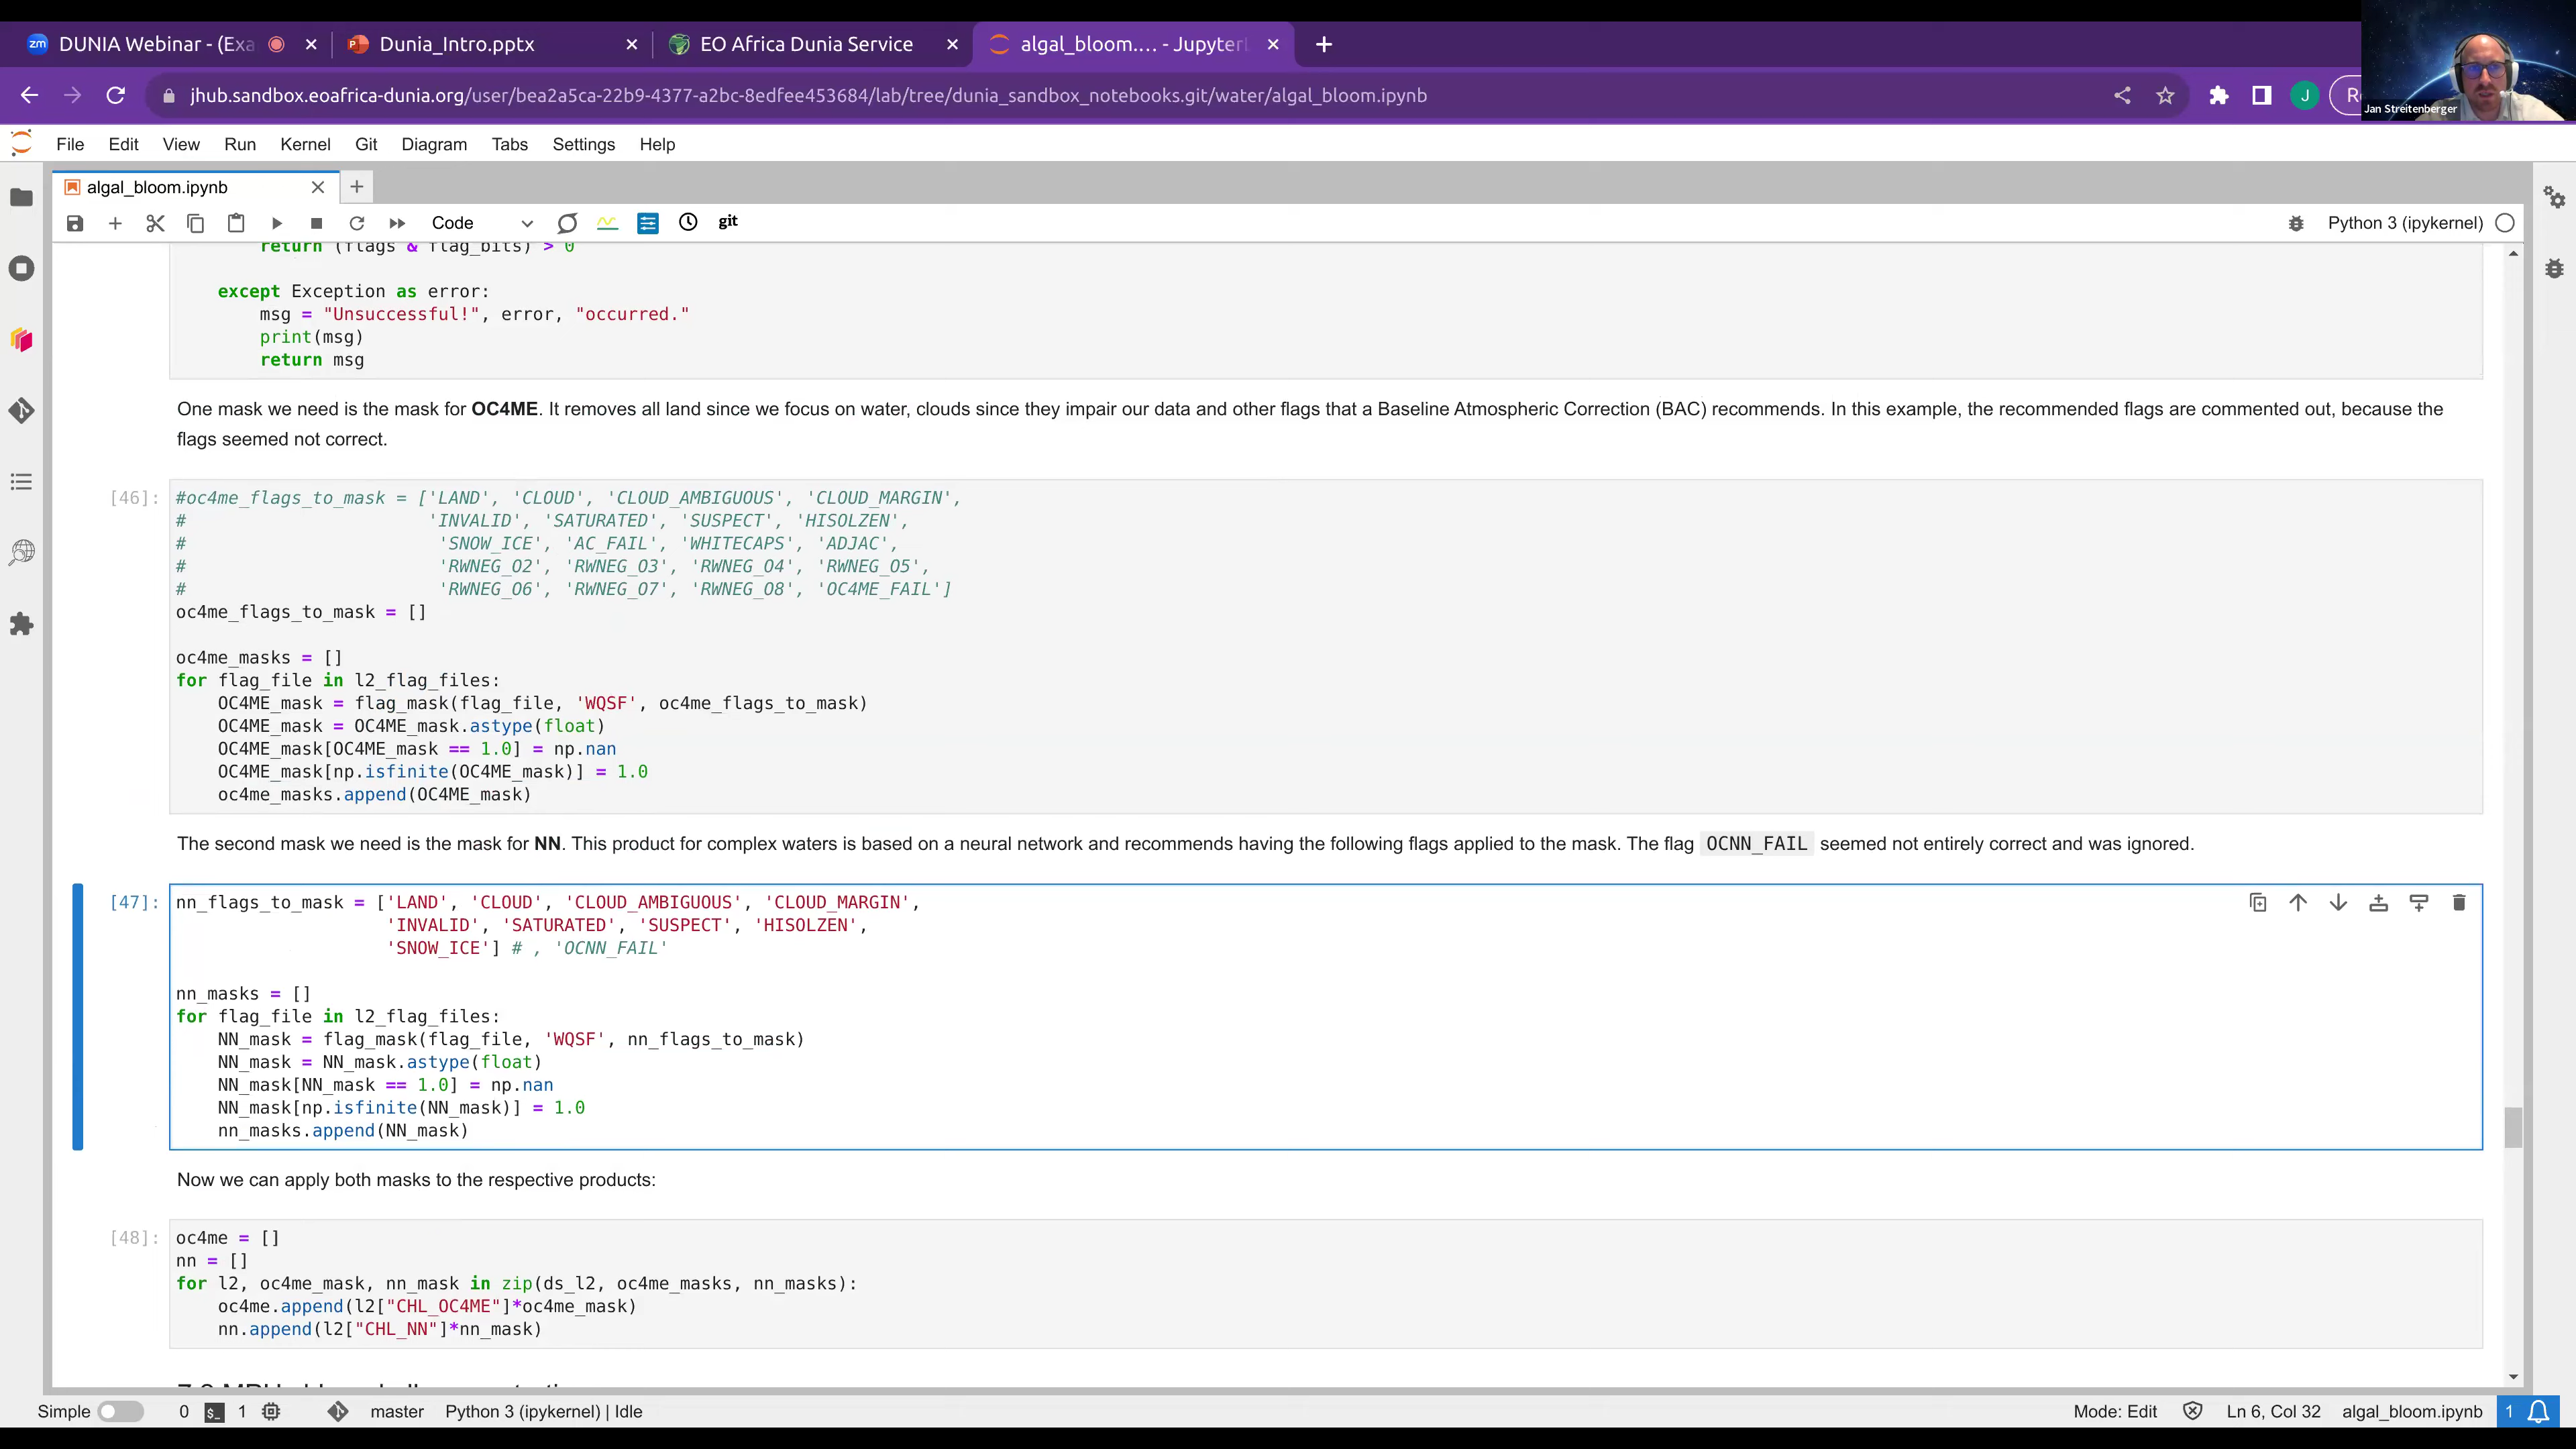 DUNIA Webinar - (Exa
Dunia_Intro.pptx
EO Africa Dunia Service
algal_bloom.... - Jupyter
jhub.sandbox.eoafrica-dunia.org/user/bea2a5ca-22b9-4377-a2bc-8edfee453684/lab/tree/dunia_sandbox_notebooks.git/water/algal_bloom.ipynb
J
Jan Streitenberger
File Edit View Run Kernel Git Diagram Tabs Settings Help
algal_bloom.ipynb
Code
git
Python 3 (ipykernel)
return (flags & flag_bits) > 0
except Exception as error:
msg = "Unsuccessful!", error, "occurred."
print(msg)
return msg
One mask we need is the mask for OC4ME. It removes all land since we focus on water, clouds since they impair our data and other flags that a Baseline Atmospheric Correction (BAC) recommends. In this example, the recommended flags are commented out, because the
flags seemed not correct.
[46]:
#oc4me_flags_to_mask = ['LAND', 'CLOUD', 'CLOUD_AMBIGUOUS', 'CLOUD_MARGIN',
# 'INVALID', 'SATURATED', 'SUSPECT', 'HISOLZEN',
# 'SNOW_ICE', 'AC_FAIL', 'WHITECAPS', 'ADJAC',
# 'RWNEG_O2', 'RWNEG_O3', 'RWNEG_O4', 'RWNEG_O5',
# 'RWNEG_O6', 'RWNEG_O7', 'RWNEG_O8', 'OC4ME_FAIL']
oc4me_flags_to_mask = []
oc4me_masks = []
for flag_file in l2_flag_files:
OC4ME_mask = flag_mask(flag_file, 'WQSF', oc4me_flags_to_mask)
OC4ME_mask = OC4ME_mask.astype(float)
OC4ME_mask[OC4ME_mask == 1.0] = np.nan
OC4ME_mask[np.isfinite(OC4ME_mask)] = 1.0
oc4me_masks.append(OC4ME_mask)
The second mask we need is the mask for NN. This product for complex waters is based on a neural network and recommends having the following flags applied to the mask. The flag OCNN_FAIL seemed not entirely correct and was ignored.
[47]:
nn_flags_to_mask = ['LAND', 'CLOUD', 'CLOUD_AMBIGUOUS', 'CLOUD_MARGIN',
'INVALID', 'SATURATED', 'SUSPECT', 'HISOLZEN',
'SNOW_ICE'] # , 'OCNN_FAIL'
nn_masks = []
for flag_file in l2_flag_files:
NN_mask = flag_mask(flag_file, 'WQSF', nn_flags_to_mask)
NN_mask = NN_mask.astype(float)
NN_mask[NN_mask == 1.0] = np.nan
NN_mask[np.isfinite(NN_mask)] = 1.0
nn_masks.append(NN_mask)
Now we can apply both masks to the respective products:
[48]:
oc4me = []
nn = []
for l2, oc4me_mask, nn_mask in zip(ds_l2, oc4me_masks, nn_masks):
oc4me.append(l2["CHL_OC4ME"]*oc4me_mask)
nn.append(l2["CHL_NN"]*nn_mask)
Simple
0
1
master
Python 3 (ipykernel) | Idle
Mode: Edit
Ln 6, Col 32
algal_bloom.ipynb
1